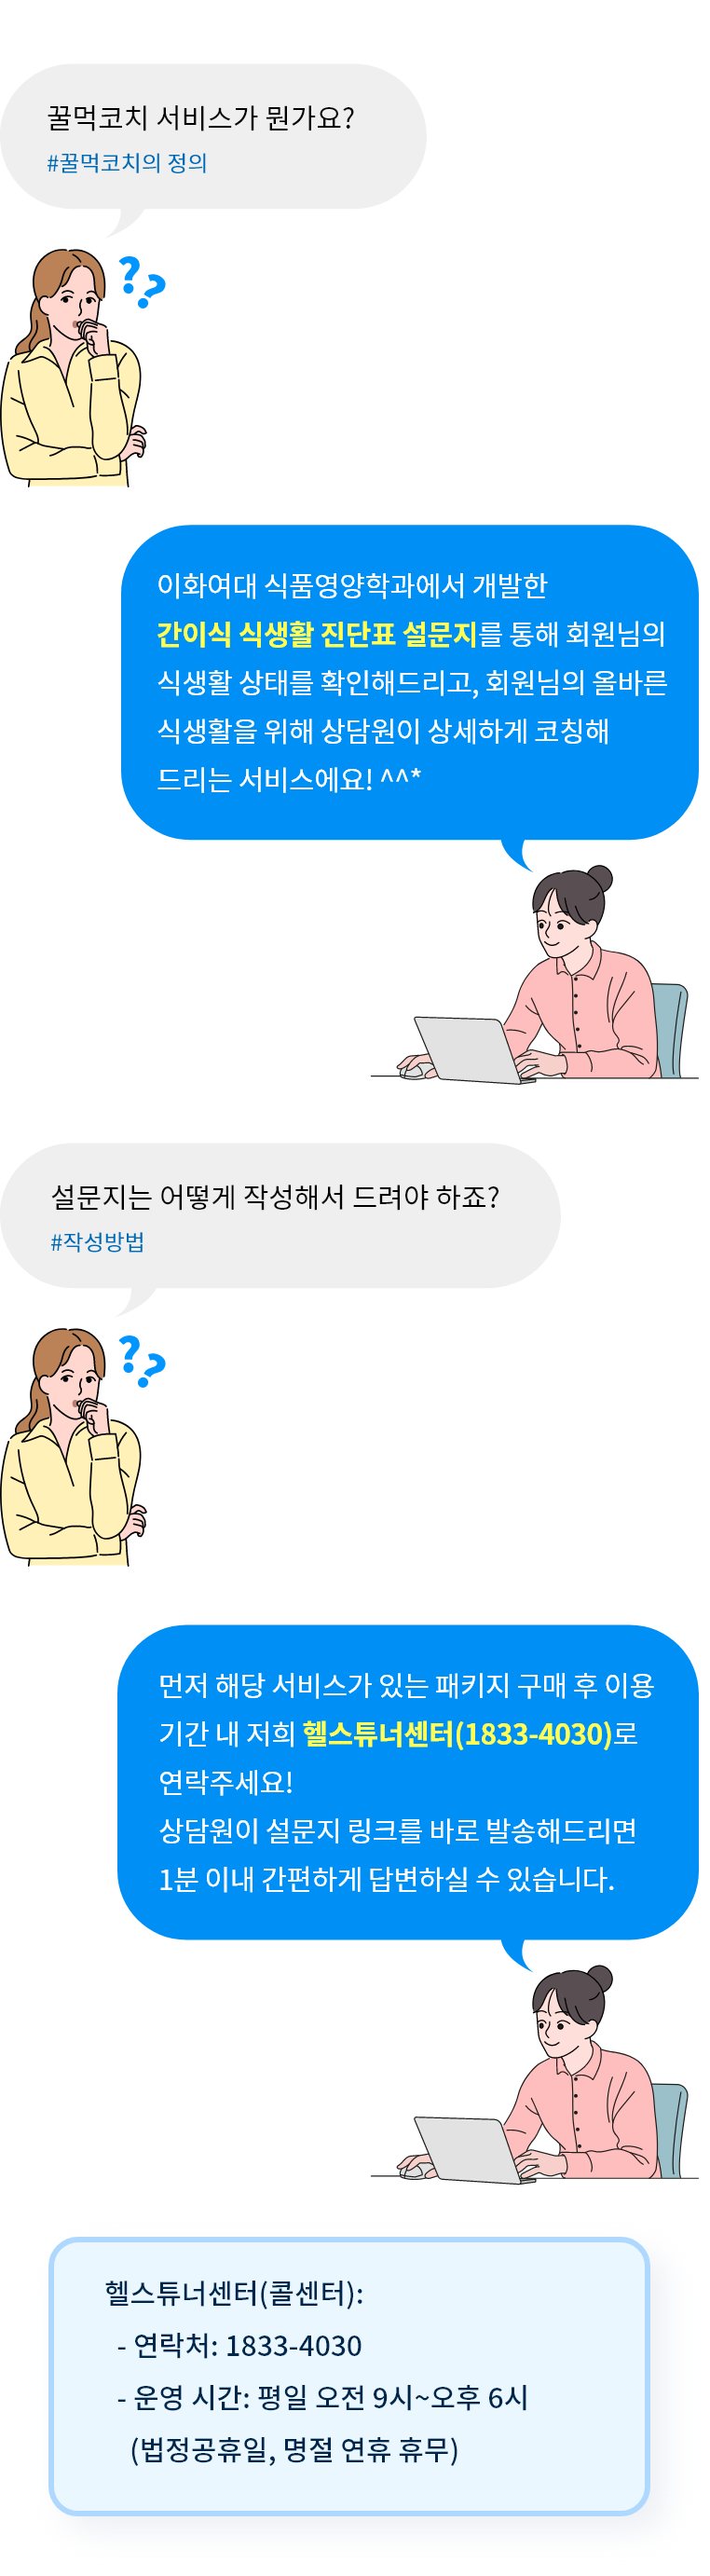 꿀먹코치 서비스가 뭔가요?
#꿀먹코치의 정의
??
이화여대 식품영양학과에서 개발한
간이식 식생활 진단표 설문지를 통해 회원님의
식생활 상태를 확인해드리고, 회원님의 올바른
식생활을 위해 상담원이 상세하게 코칭해
드리는 서비스에요! ^^*
설문지는 어떻게 작성해서 드려야 하죠?
#작성방법
??
먼저 해당 서비스가 있는 패키지 구매 후 이용
기간 내 저희 헬스튜너센터(1833-4030)로
연락주세요!
상담원이 설문지 링크를 바로 발송해드리면
1분 이내 간편하게 답변하실 수 있습니다.
헬스튜너센터(콜센터):
- 연락처: 1833-4030
- 운영 시간: 평일 오전 9시~오후 6시
(법정공휴일, 명절 연휴 휴무)